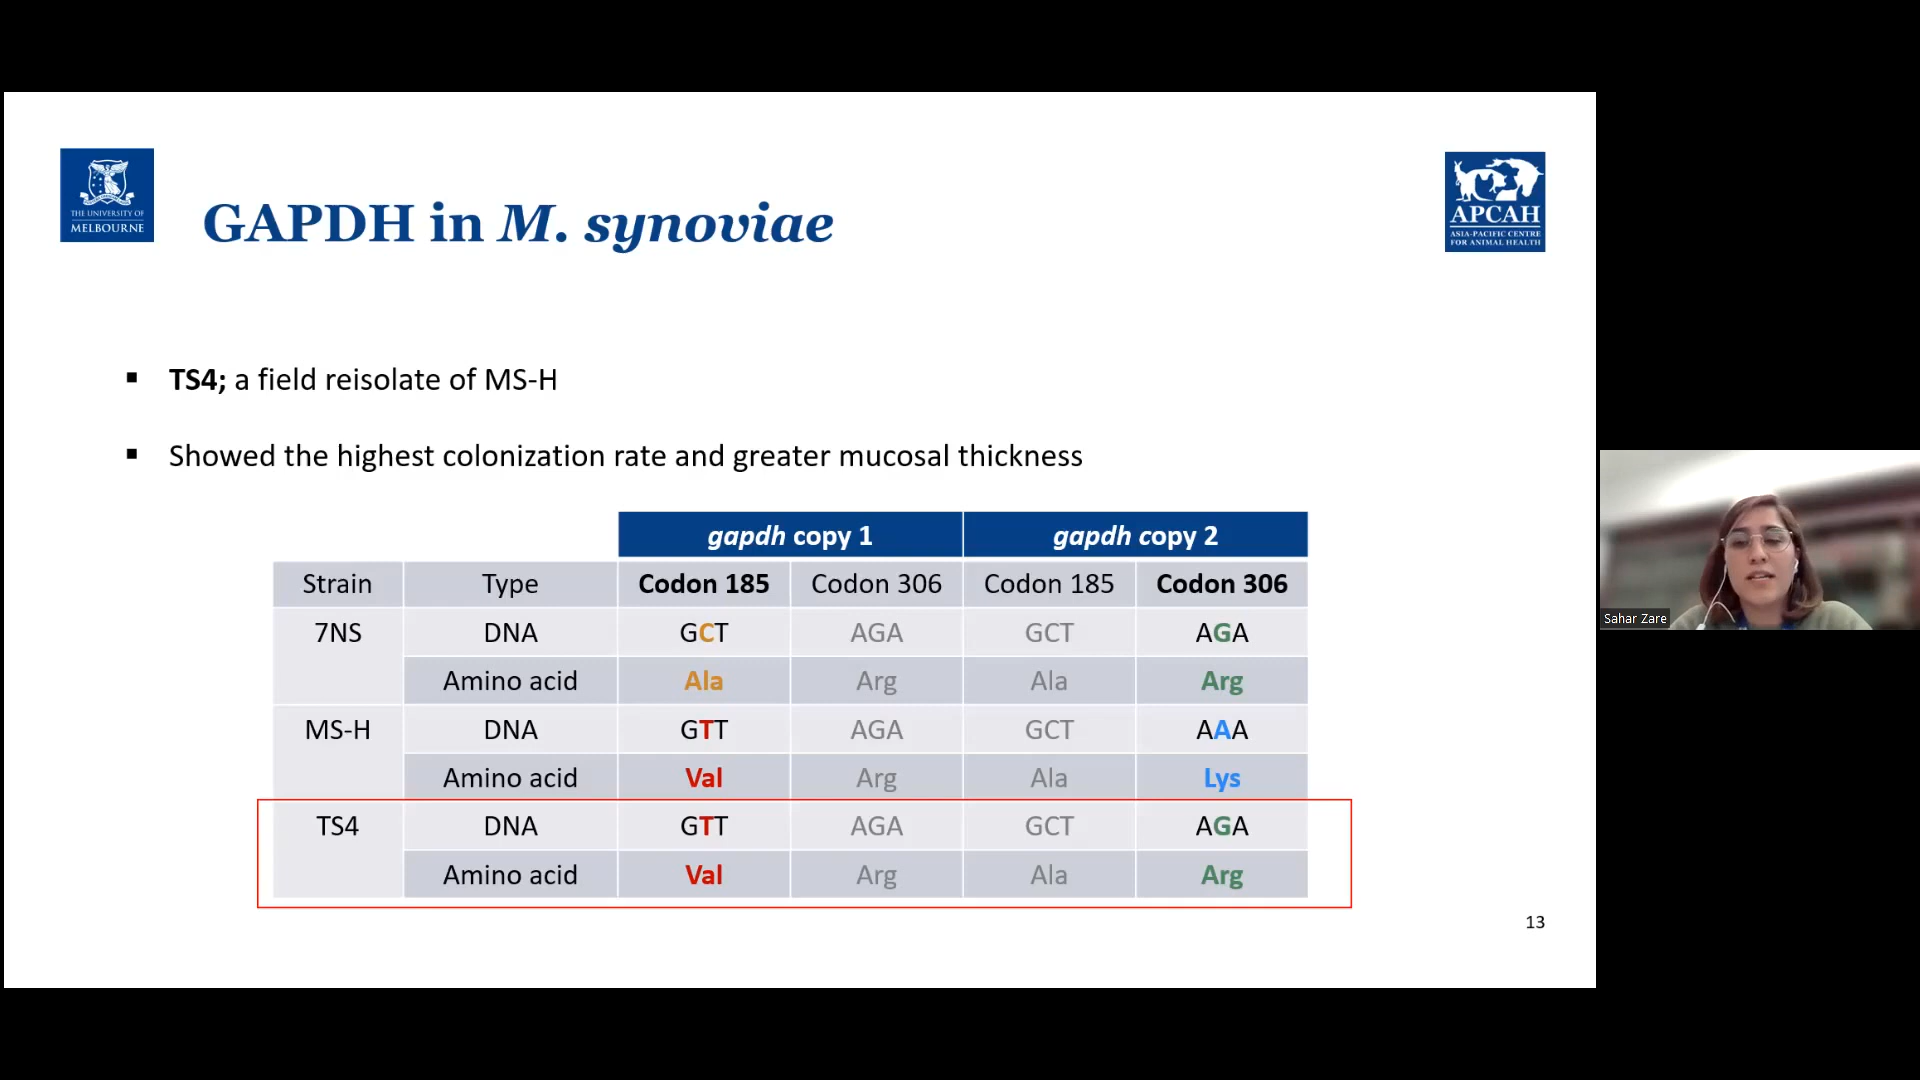 THE UNIVERSITY OF
MELBOURNE
GAPDH in M. synoviae
APCAH
ASIA-PACIFIC CENTRE
FOR ANIMAL HEALTH
▪ TS4; a field reisolate of MS-H
▪ Showed the highest colonization rate and greater mucosal thickness
gapdh copy 1 gapdh copy 2
Strain Type Codon 185 Codon 306 Codon 185 Codon 306
7NS DNA GCT AGA GCT AGA
Amino acid Ala Arg Ala Arg
MS-H DNA GTT AGA GCT AAA
Amino acid Val Arg Ala Lys
TS4 DNA GTT AGA GCT AGA
Amino acid Val Arg Ala Arg
13
Sahar Zare